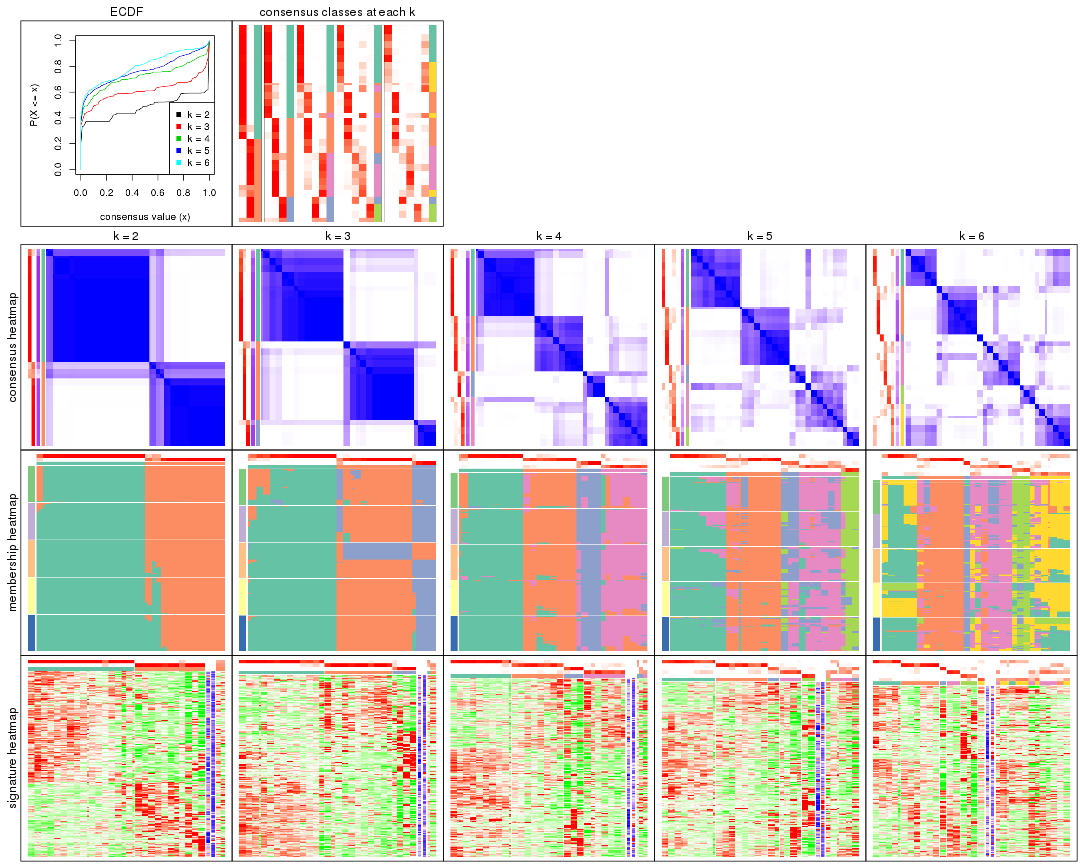 ECDF
consensus classes at each k
P(X <= x)
0.0 0.2 0.4 0.6 0.8 1.0
k = 2
k = 3
k = 4
k = 5
k = 6
0.0 0.2 0.4 0.6 0.8 1.0
consensus value (x)
k = 2 k = 3 k = 4 k = 5 k = 6
consensus heatmap
membership heatmap
signature heatmap